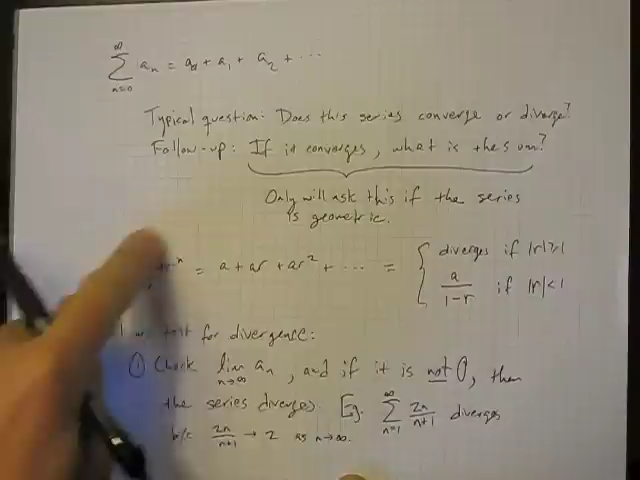 ∞∑n=0 an = a0 + a1 + a2 + ⋯
Typical question: Does this series converge or diverge?
Follow-up: If it converges, what is the sum?
Only will ask this if the series
is geometric.
= a + ar + ar² + ⋯ = { diverges if |r| ≥ 1
a/(1-r) if |r| < 1
test for divergence:
① Check lim n→∞ an, and if it is not 0, then
the series diverges. E.g. ∞∑n=1 2n/(n+1) diverges
b/c 2n/(n+1) → 2 as n→∞.